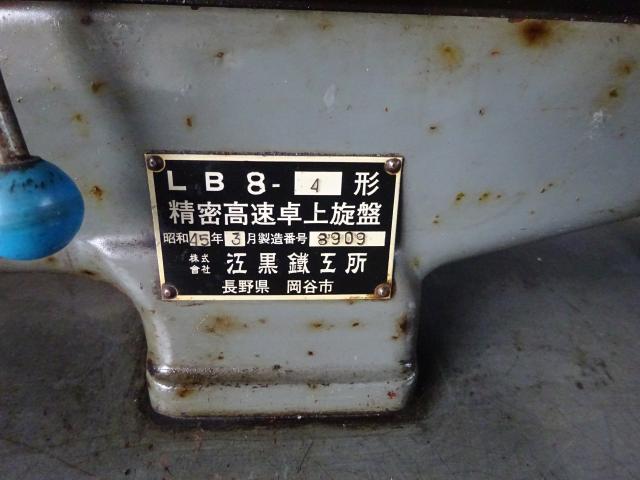 LB8-4形
精密高速卓上旋盤
昭和45年3月製造番号8909
株式會社 江黒鐵工所
長野県 岡谷市